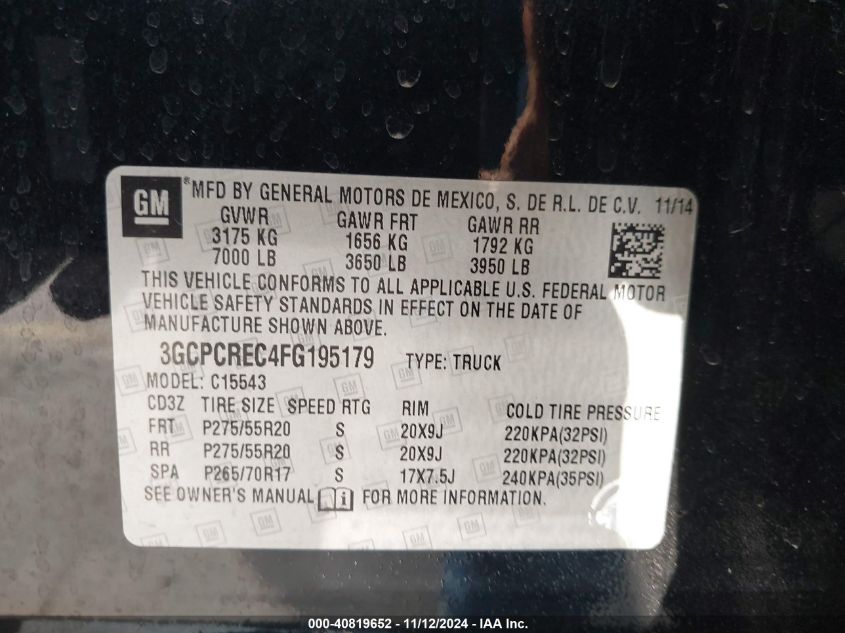 GM
®MFD BY GENERAL MOTORS DE MEXICO, S. DE R.L. DE C.V. 11/14
GVWR GAWR FRT GAWR RR
3175 KG 1656 KG 1792 KG
7000 LB 3650 LB 3950 LB
THIS VEHICLE CONFORMS TO ALL APPLICABLE U.S. FEDERAL MOTOR
VEHICLE SAFETY STANDARDS IN EFFECT ON THE DATE OF
MANUFACTURE SHOWN ABOVE.
3GCPCREC4FG195179 TYPE: TRUCK
MODEL: C15543
CD3Z TIRE SIZE SPEED RTG RIM COLD TIRE PRESSURE
FRT P275/55R20 S 20X9J 220KPA(32PSI)
RR P275/55R20 S 20X9J 220KPA(32PSI)
SPA P265/70R17 S 17X7.5J 240KPA(35PSI)
SEE OWNER'S MANUAL i FOR MORE INFORMATION.
000-40819652 - 11/12/2024 - IAA Inc.